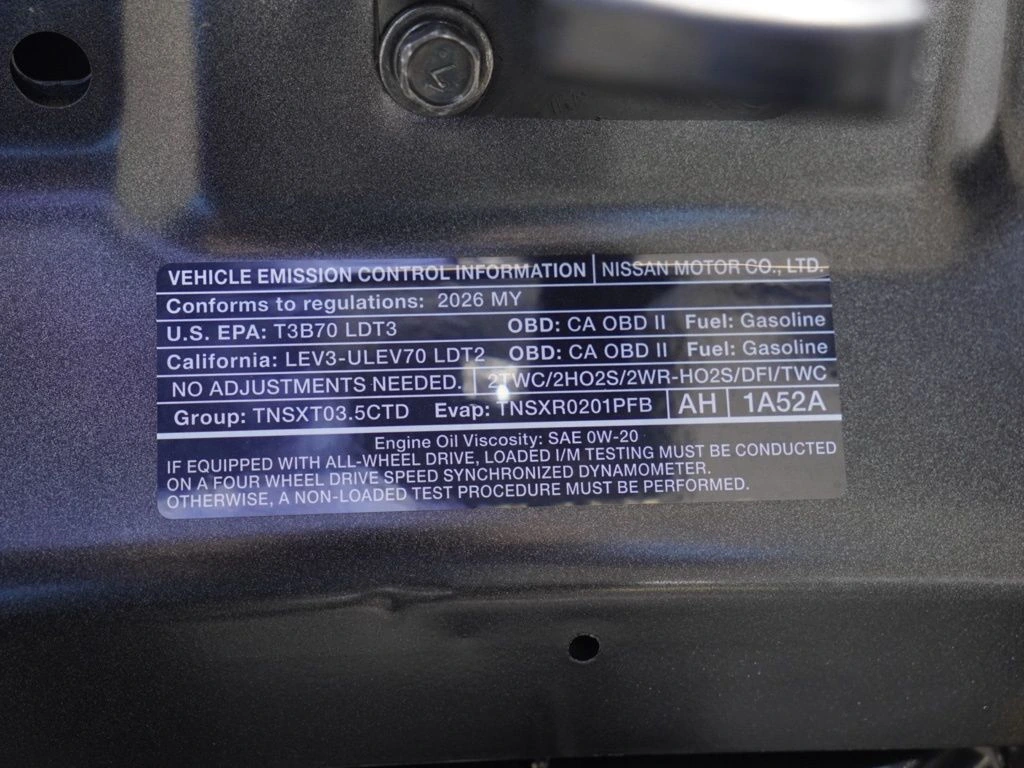 VEHICLE EMISSION CONTROL INFORMATION NISSAN MOTOR CO., LTD.
Conforms to regulations: 2026 MY
U.S. EPA: T3B70 LDT3 OBD: CA OBD II Fuel: Gasoline
California: LEV3-ULEV70 LDT2 OBD: CA OBD II Fuel: Gasoline
NO ADJUSTMENTS NEEDED. 2TWC/2HO2S/2WR-HO2S/DFI/TWC
Group: TNSXT03.5CTD Evap: TNSXR0201PFB AH 1A52A
Engine Oil Viscosity: SAE 0W-20
IF EQUIPPED WITH ALL-WHEEL DRIVE, LOADED I/M TESTING MUST BE CONDUCTED
ON A FOUR WHEEL DRIVE SPEED SYNCHRONIZED DYNAMOMETER.
OTHERWISE, A NON-LOADED TEST PROCEDURE MUST BE PERFORMED.